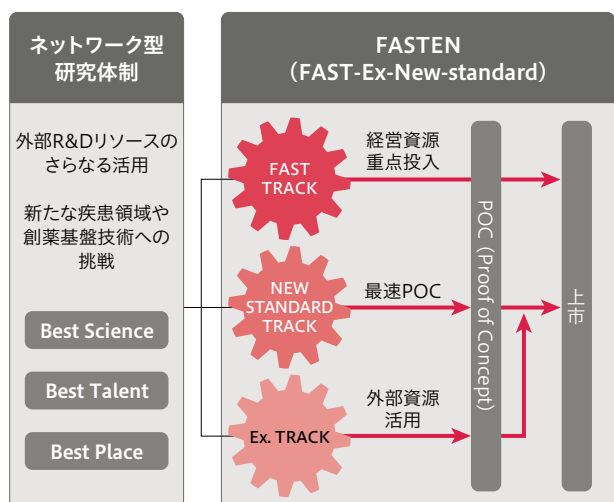 ネットワーク型
研究体制
外部R&Dリソースの
さらなる活用
新たな疾患領域や
創薬基盤技術への
挑戦
Best Science
Best Talent
Best Place
FASTEN
（FAST-Ex-New-standard）
FAST
TRACK
経営資源
重点投入
NEW
STANDARD
TRACK
最速POC
Ex. TRACK
外部資源
活用
POC (Proof of Concept)
上市